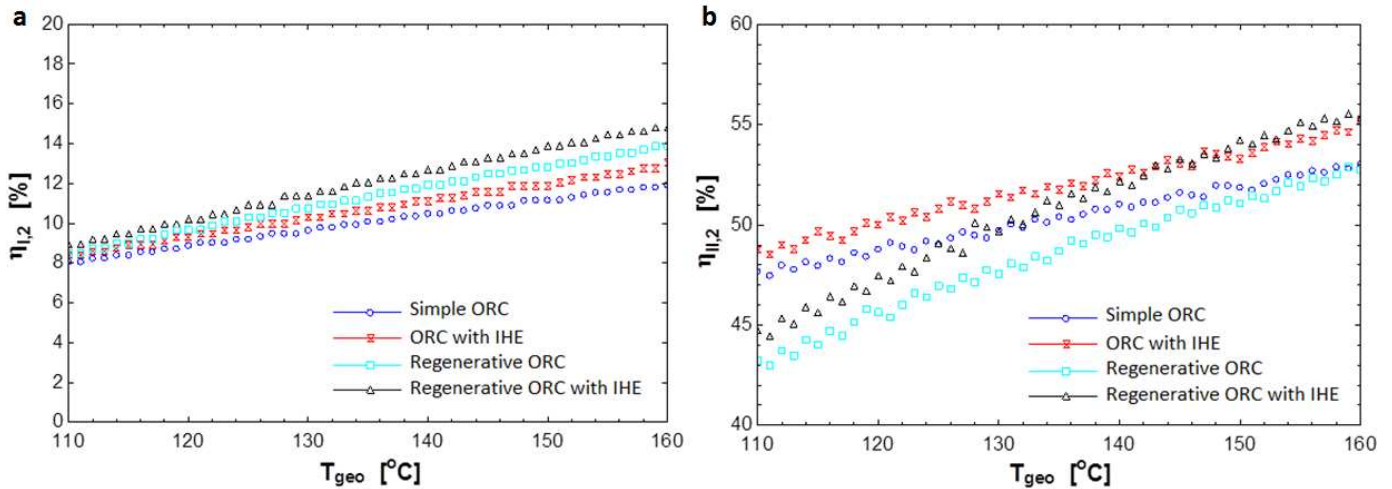 a
20
18
16
14
12
10
8
6
4
2
0
ηI,2 [%]
110 120 130 140 150 160
Tgeo [°C]
Simple ORC
ORC with IHE
Regenerative ORC
Regenerative ORC with IHE
b
60
55
50
45
40
ηII,2 [%]
110 120 130 140 150 160
Tgeo [°C]
Simple ORC
ORC with IHE
Regenerative ORC
Regenerative ORC with IHE